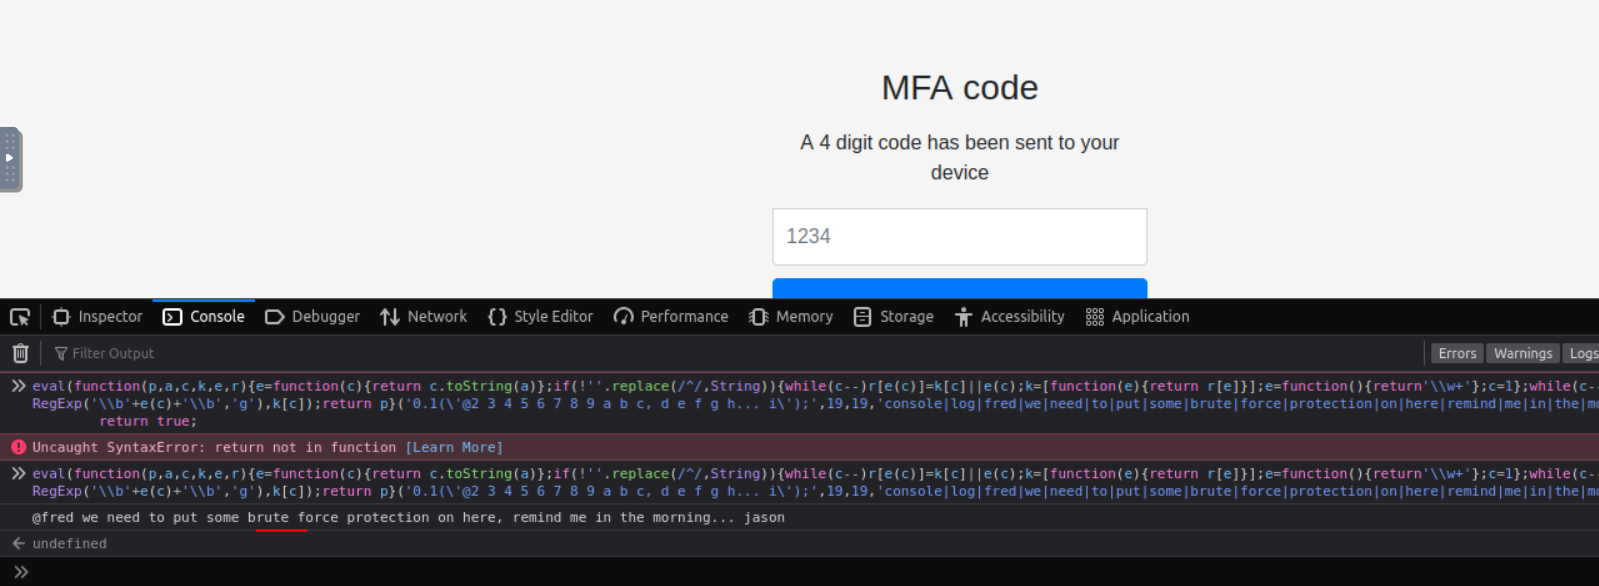 MFA code
A 4 digit code has been sent to your
device
1234
Inspector Console Debugger Network Style Editor Performance Memory Storage Accessibility Application
Filter Output Errors Warnings Logs
eval(function(p,a,c,k,e,r){e=function(c){return c.toString(a)};if(!''.replace(/^/,String)){while(c--)r[e(c)]=k[c]||e(c);k=[function(e){return r[e]}];e=function(){return'\\w+'};c=1};while(c--
RegExp('\\b'+e(c)+'\\b','g'),k[c]);return p}('0.1(\'@2 3 4 5 6 7 8 9 a b c, d e f g h... i\');',19,19,'console|log|fred|we|need|to|put|some|brute|force|protection|on|here|remind|me|in|the|mo
return true;
Uncaught SyntaxError: return not in function [Learn More]
eval(function(p,a,c,k,e,r){e=function(c){return c.toString(a)};if(!''.replace(/^/,String)){while(c--)r[e(c)]=k[c]||e(c);k=[function(e){return r[e]}];e=function(){return'\\w+'};c=1};while(c--
RegExp('\\b'+e(c)+'\\b','g'),k[c]);return p}('0.1(\'@2 3 4 5 6 7 8 9 a b c, d e f g h... i\');',19,19,'console|log|fred|we|need|to|put|some|brute|force|protection|on|here|remind|me|in|the|mo
@fred we need to put some brute force protection on here, remind me in the morning... jason
undefined